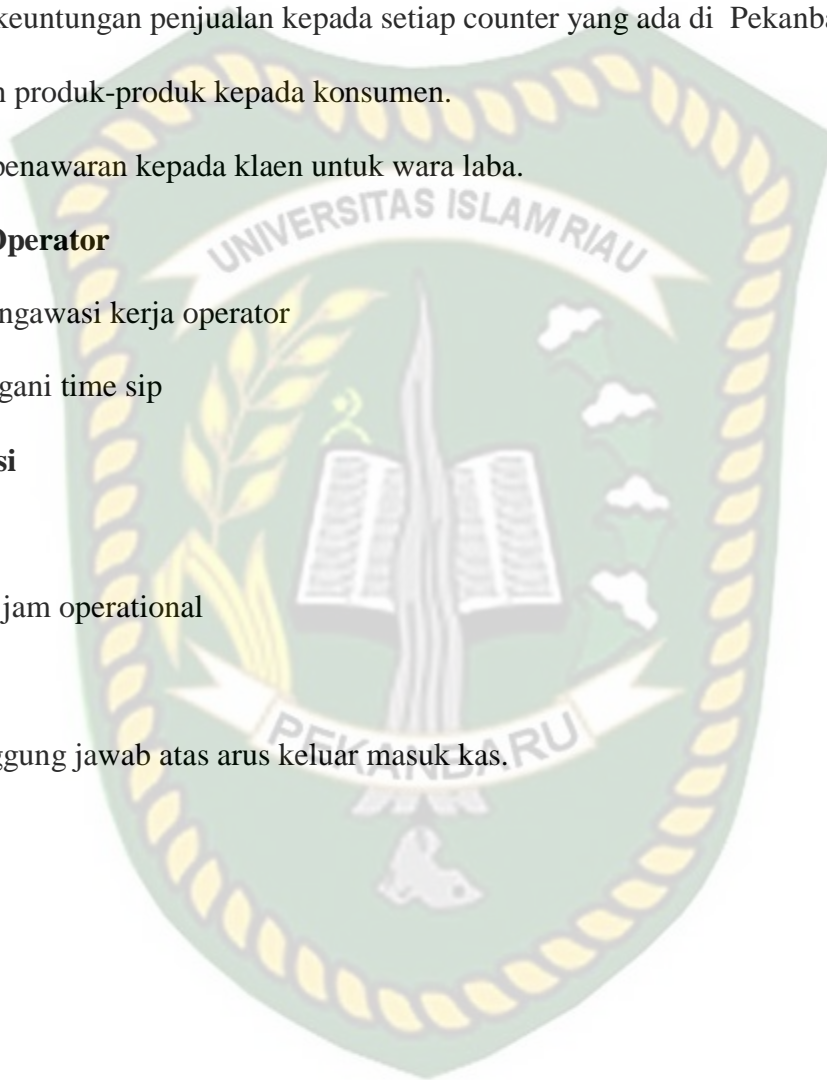 keuntungan penjualan kepada setiap counter yang ada di Pekanba
n produk-produk kepada konsumen.
penawaran kepada klaen untuk wara laba.
UNIVERSITAS ISLAM RIAU
Operator
ngawasi kerja operator
gani time sip
si
jam operational
PEKANBARU
ggung jawab atas arus keluar masuk kas.